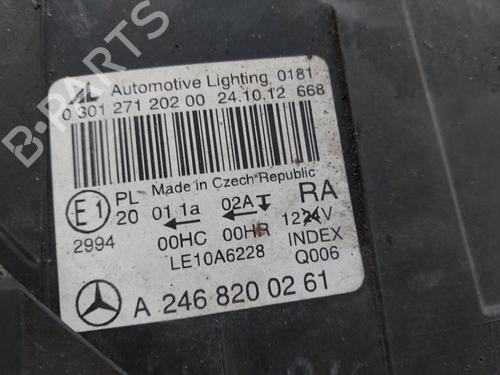 AL Automotive Lighting 0181
0 301 271 202 00 24.10.12 668
Made in Czech Republic
E1 PL 01 1a 02A RA
20 1224V
2994 00HC 00HR INDEX
LE10A6228 Q006
A 246 820 02 61
B-PARTS